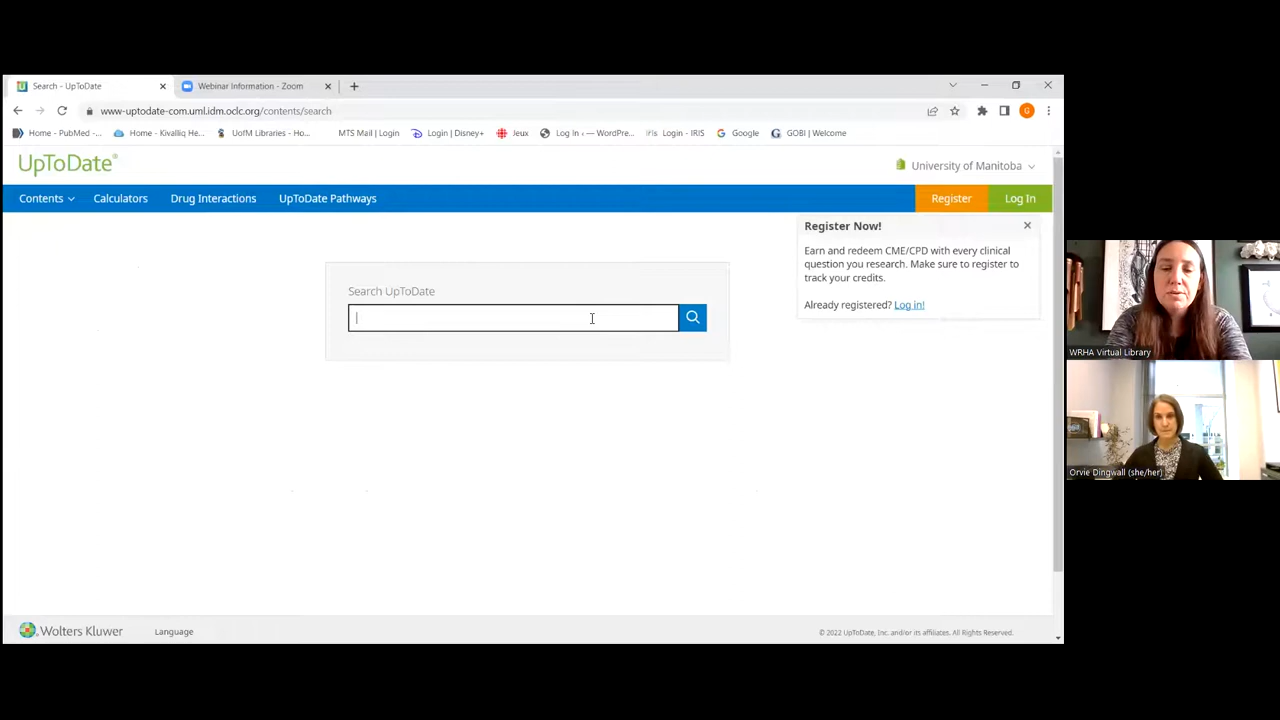 Search - UpToDate
Webinar Information - Zoom
www-uptodate-com.uml.idm.oclc.org/contents/search
G
Home - PubMed -...
Home - Kivalliq He...
UofM Libraries - Ho...
MTS Mail | Login
Login | Disney+
Jeux
Log In ‹ — WordPre...
iris Login - IRIS
Google
GOBI | Welcome
UpToDate®
University of Manitoba
Contents
Calculators
Drug Interactions
UpToDate Pathways
Register
Log In
Register Now!
Earn and redeem CME/CPD with every clinical
question you research. Make sure to register to
track your credits.
Already registered? Log in!
Search UpToDate
WRHA Virtual Library
Orvie Dingwall (she/her)
Wolters Kluwer
Language
© 2022 UpToDate, Inc. and/or its affiliates. All Rights Reserved.